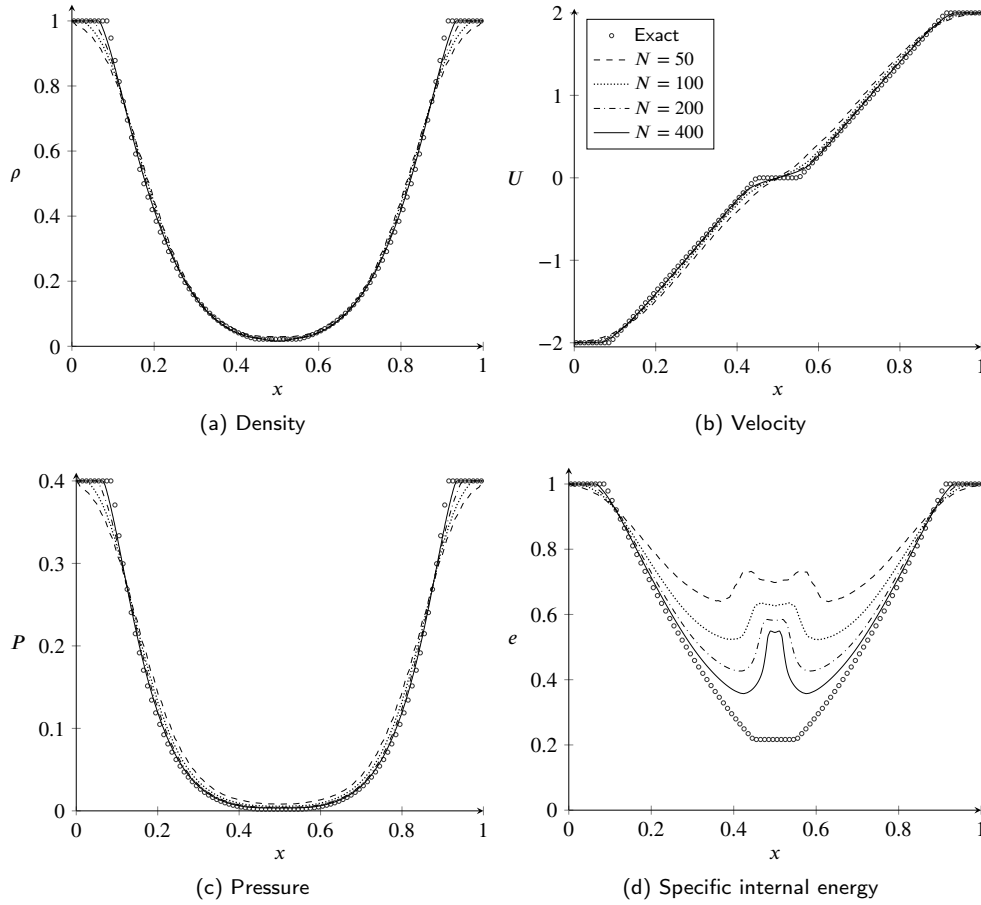 1
0.8
0.6
ρ
0.4
0.2
0
0 0.2 0.4 0.6 0.8 1
x
(a) Density
2
1
U 0
−1
−2
0 0.2 0.4 0.6 0.8 1
x
Exact
N = 50
N = 100
N = 200
N = 400
(b) Velocity
0.4
0.3
P 0.2
0.1
0
0 0.2 0.4 0.6 0.8 1
x
(c) Pressure
1
0.8
0.6
e
0.4
0.2
0
0 0.2 0.4 0.6 0.8 1
x
(d) Specific internal energy